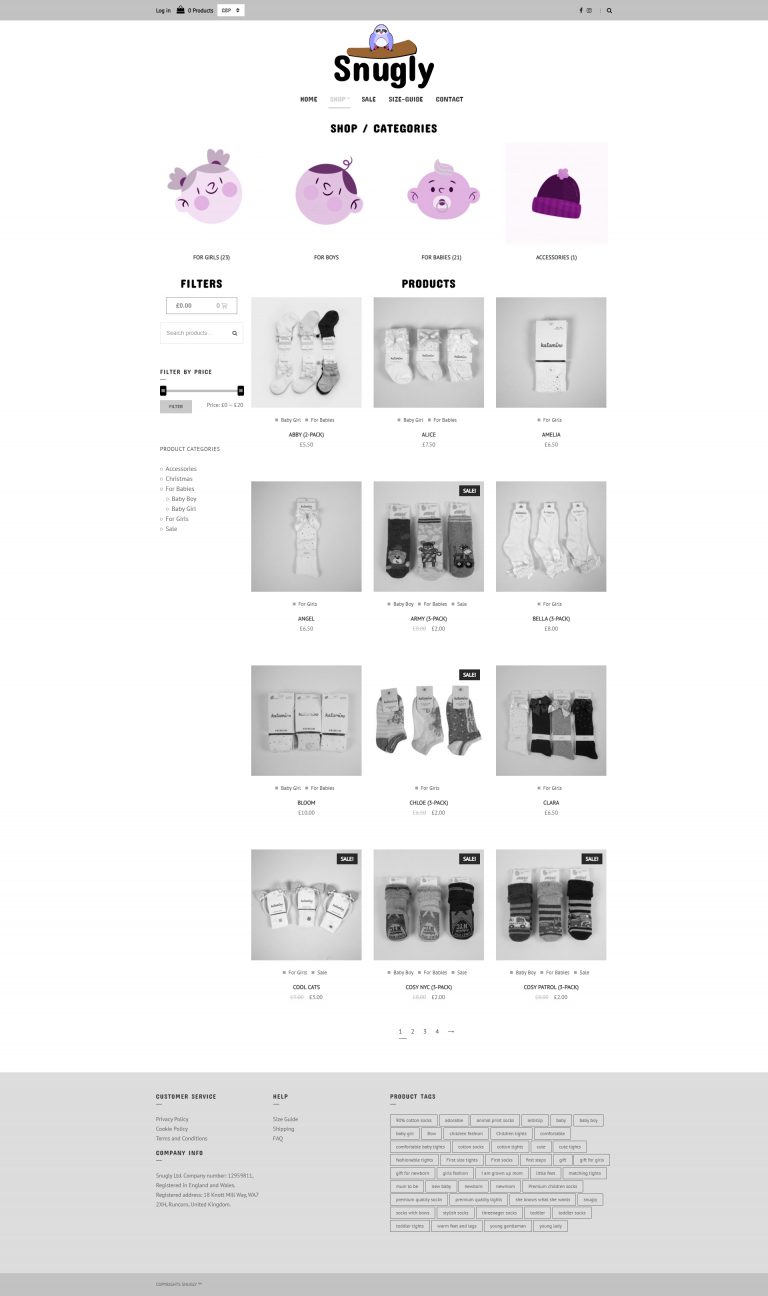 Log in 0 Products GBP
Snugly
HOME SHOP SALE SIZE-GUIDE CONTACT
SHOP / CATEGORIES
FOR GIRLS (23) FOR BOYS FOR BABIES (21) ACCESSORIES (1)
FILTERS
£0.00 0
Search products…
FILTER BY PRICE
FILTER Price: £0 — £20
PRODUCT CATEGORIES
Accessories
Christmas
For Babies
Baby Boy
Baby Girl
For Girls
Sale
PRODUCTS
katamino
Baby Girl For Babies
ABBY (2-PACK)
£5.50
Baby Girl For Babies
ALICE
£7.50
For Girls
AMELIA
£6.50
For Girls
ANGEL
£6.50
SALE!
Baby Boy For Babies Sale
ARMY (3-PACK)
£8.00 £2.00
For Girls
BELLA (3-PACK)
£8.00
katamino katamino katamino
PREMIUM PREMIUM PREMIUM
Baby Girl For Babies
BLOOM
£10.00
SALE!
For Girls
CHLOE (3-PACK)
£6.50 £2.00
For Girls
CLARA
£6.50
SALE!
For Girls Sale
COOL CATS
£7.00 £3.00
SALE!
Baby Boy For Babies Sale
COSY NYC (3-PACK)
£8.00 £2.00
SALE!
Baby Boy For Babies Sale
COSY PATROL (3-PACK)
£8.00 £2.00
1 2 3 4 →
CUSTOMER SERVICE
Privacy Policy
Cookie Policy
Terms and Conditions
COMPANY INFO
Snugly Ltd. Company number: 12959811,
Registered in England and Wales,
Registered address: 18 Knott Mill Way, WA7
2XH, Runcorn, United Kingdom.
HELP
Size Guide
Shipping
FAQ
PRODUCT TAGS
90% cotton socks adorable animal print socks antislip baby baby boy
baby girl Bow children fashion Children tights comfortable
comfortable baby tights cotton socks cotton tights cute cute tights
fashionable tights First size tights First socks first steps gift gift for girls
gift for newborn girls fashion I am grown up mom little feet matching tights
mum to be new baby newborn newmom Premium children socks
premium quality socks premium quality tights she knows what she wants snugy
socks with bows stylish socks threenager socks toddler toddler socks
toddler tights warm feet and legs young gentleman young lady
COPYRIGHTS SNUGLY ™